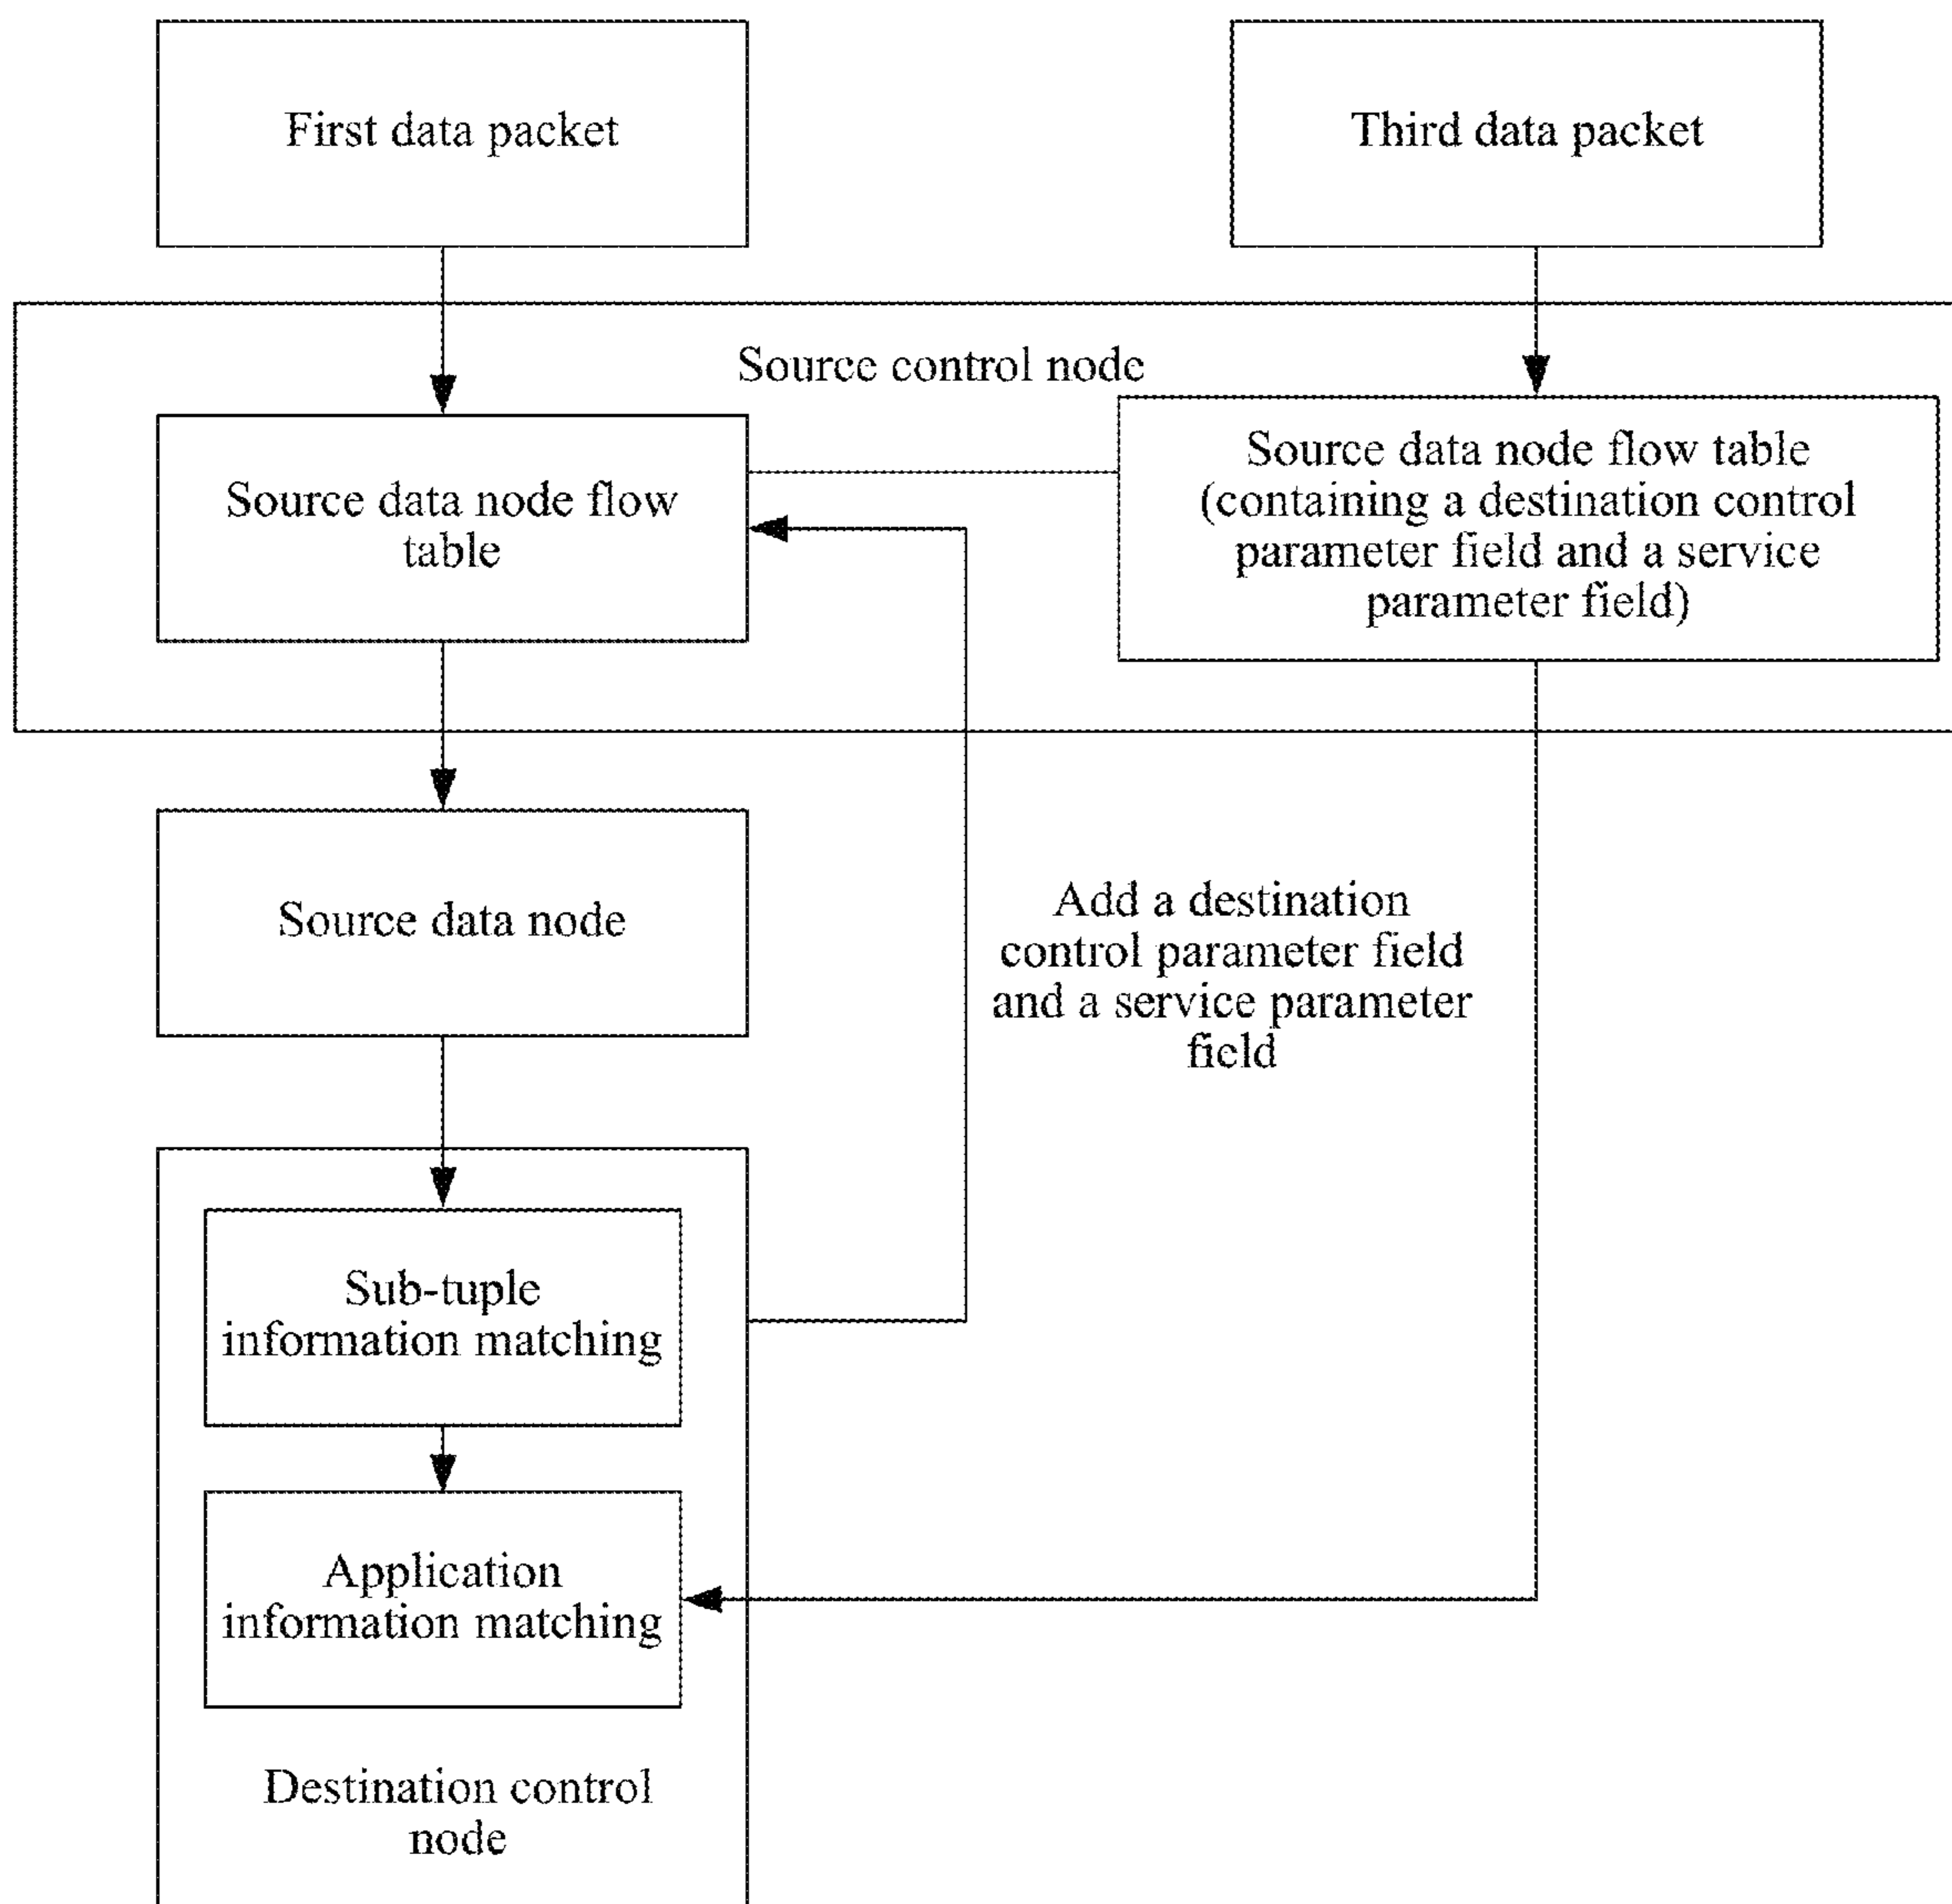 First data packet
Third data packet
Source control node
Source data node flow
table
Source data node flow table
(containing a destination control
parameter field and a service
parameter field)
Source data node
Add a destination
control parameter field
and a service parameter
field
Sub-tuple
information matching
Application
information matching
Destination control
node